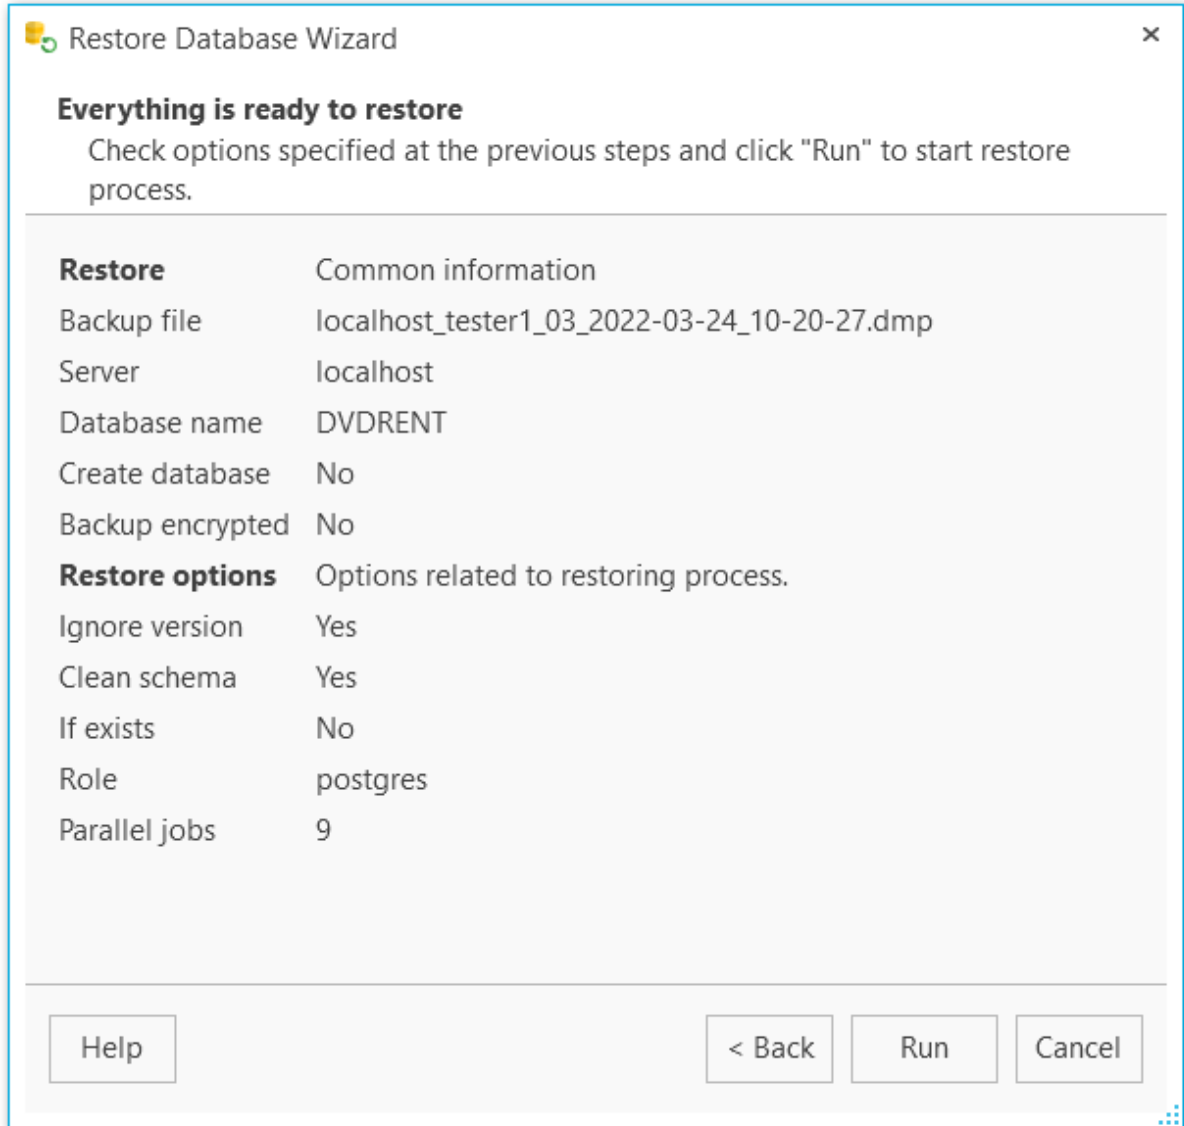 Restore Database Wizard
Everything is ready to restore
Check options specified at the previous steps and click "Run" to start restore
process.
Restore Common information
Backup file localhost_tester1_03_2022-03-24_10-20-27.dmp
Server localhost
Database name DVDRENT
Create database No
Backup encrypted No
Restore options Options related to restoring process.
Ignore version Yes
Clean schema Yes
If exists No
Role postgres
Parallel jobs 9
Help < Back Run Cancel